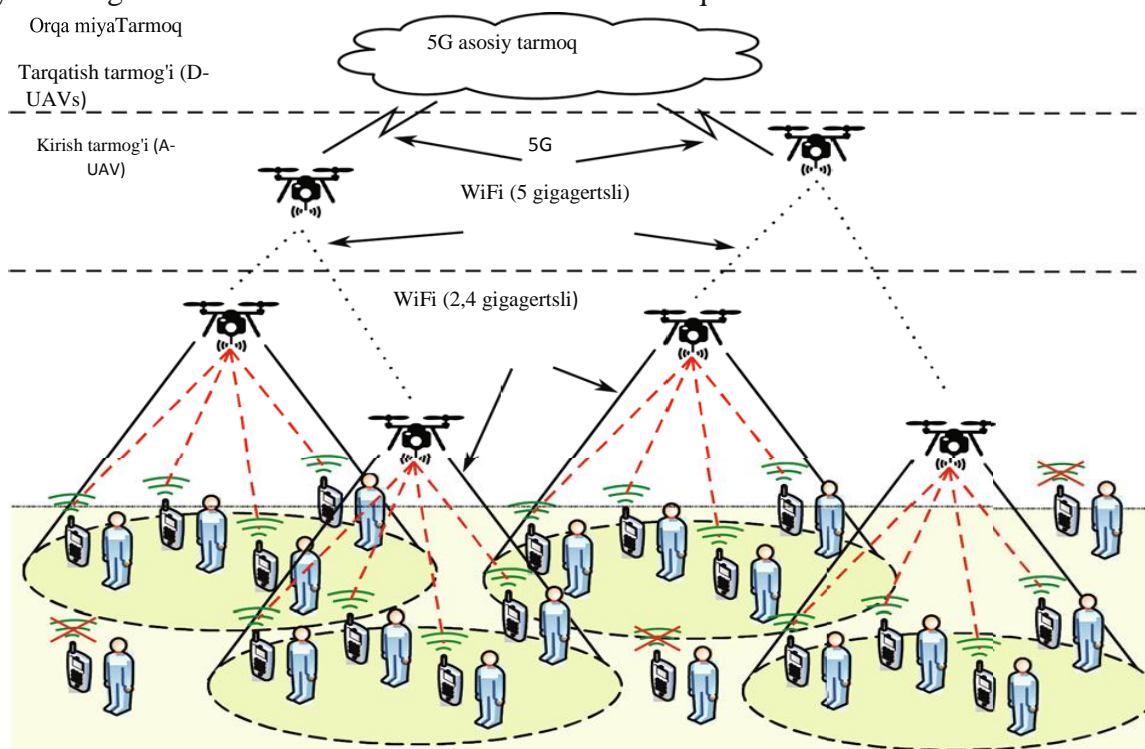 Orqa miyaTarmoq
5G asosiy tarmoq
Tarqatish tarmog'i (D-
UAVs)
Kirish tarmog'i (A-
UAV)
5G
WiFi (5 gigagertsli)
WiFi (2,4 gigagertsli)